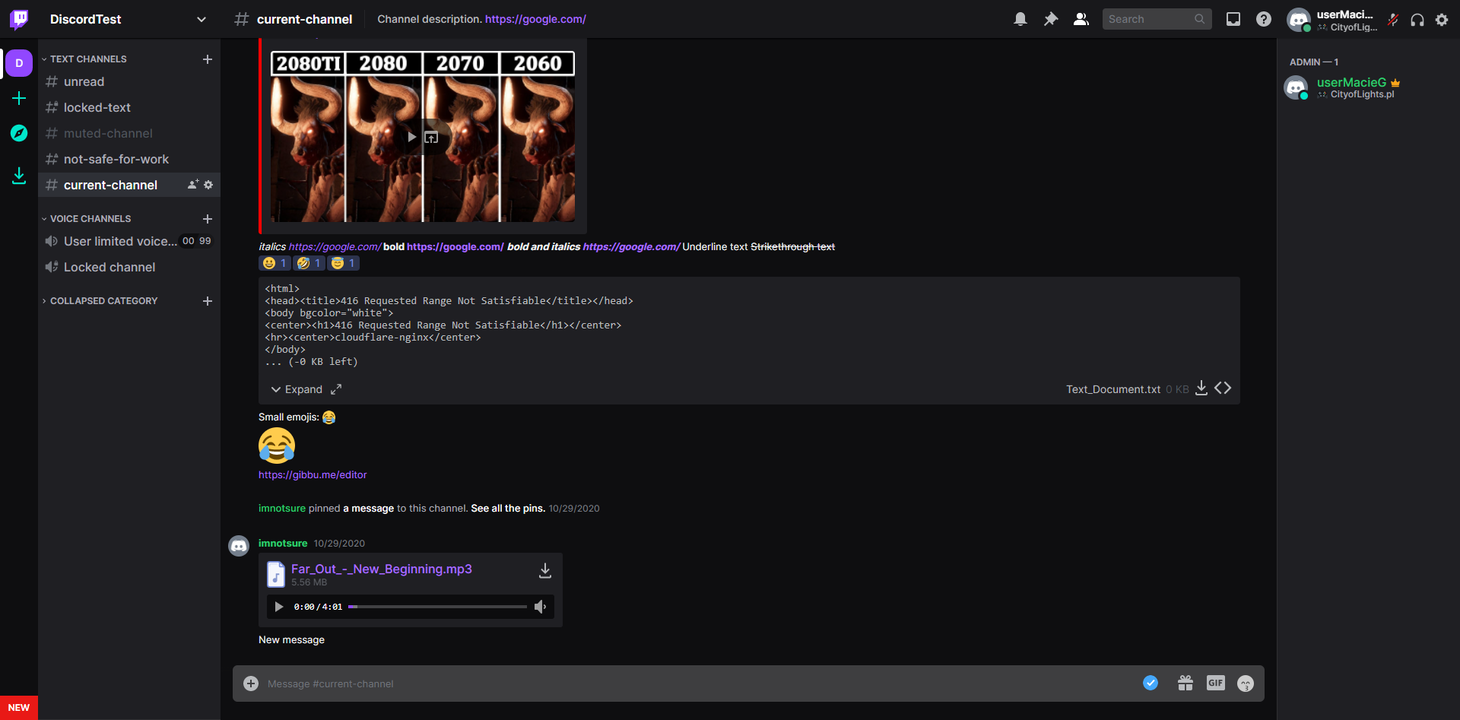 DiscordTest
current-channel
Channel description. https://google.com/
Search
userMaci...
CityofLig...
D
NEW
TEXT CHANNELS
unread
locked-text
muted-channel
not-safe-for-work
current-channel
VOICE CHANNELS
User limited voice... 00 99
Locked channel
COLLAPSED CATEGORY
2080TI 2080 2070 2060
italics https://google.com/ bold https://google.com/ bold and italics https://google.com/ Underline text Strikethrough text
1 1 1
<html>
<head><title>416 Requested Range Not Satisfiable</title></head>
<body bgcolor="white">
<center><h1>416 Requested Range Not Satisfiable</h1></center>
<hr><center>cloudflare-nginx</center>
</body>
... (-0 KB left)
Expand
Text_Document.txt 0 KB
Small emojis:
https://gibbu.me/editor
imnotsure pinned a message to this channel. See all the pins. 10/29/2020
imnotsure 10/29/2020
Far_Out_-_New_Beginning.mp3
5.56 MB
0:00/4:01
New message
Message #current-channel
GIF
ADMIN — 1
userMacieG
CityofLights.pl